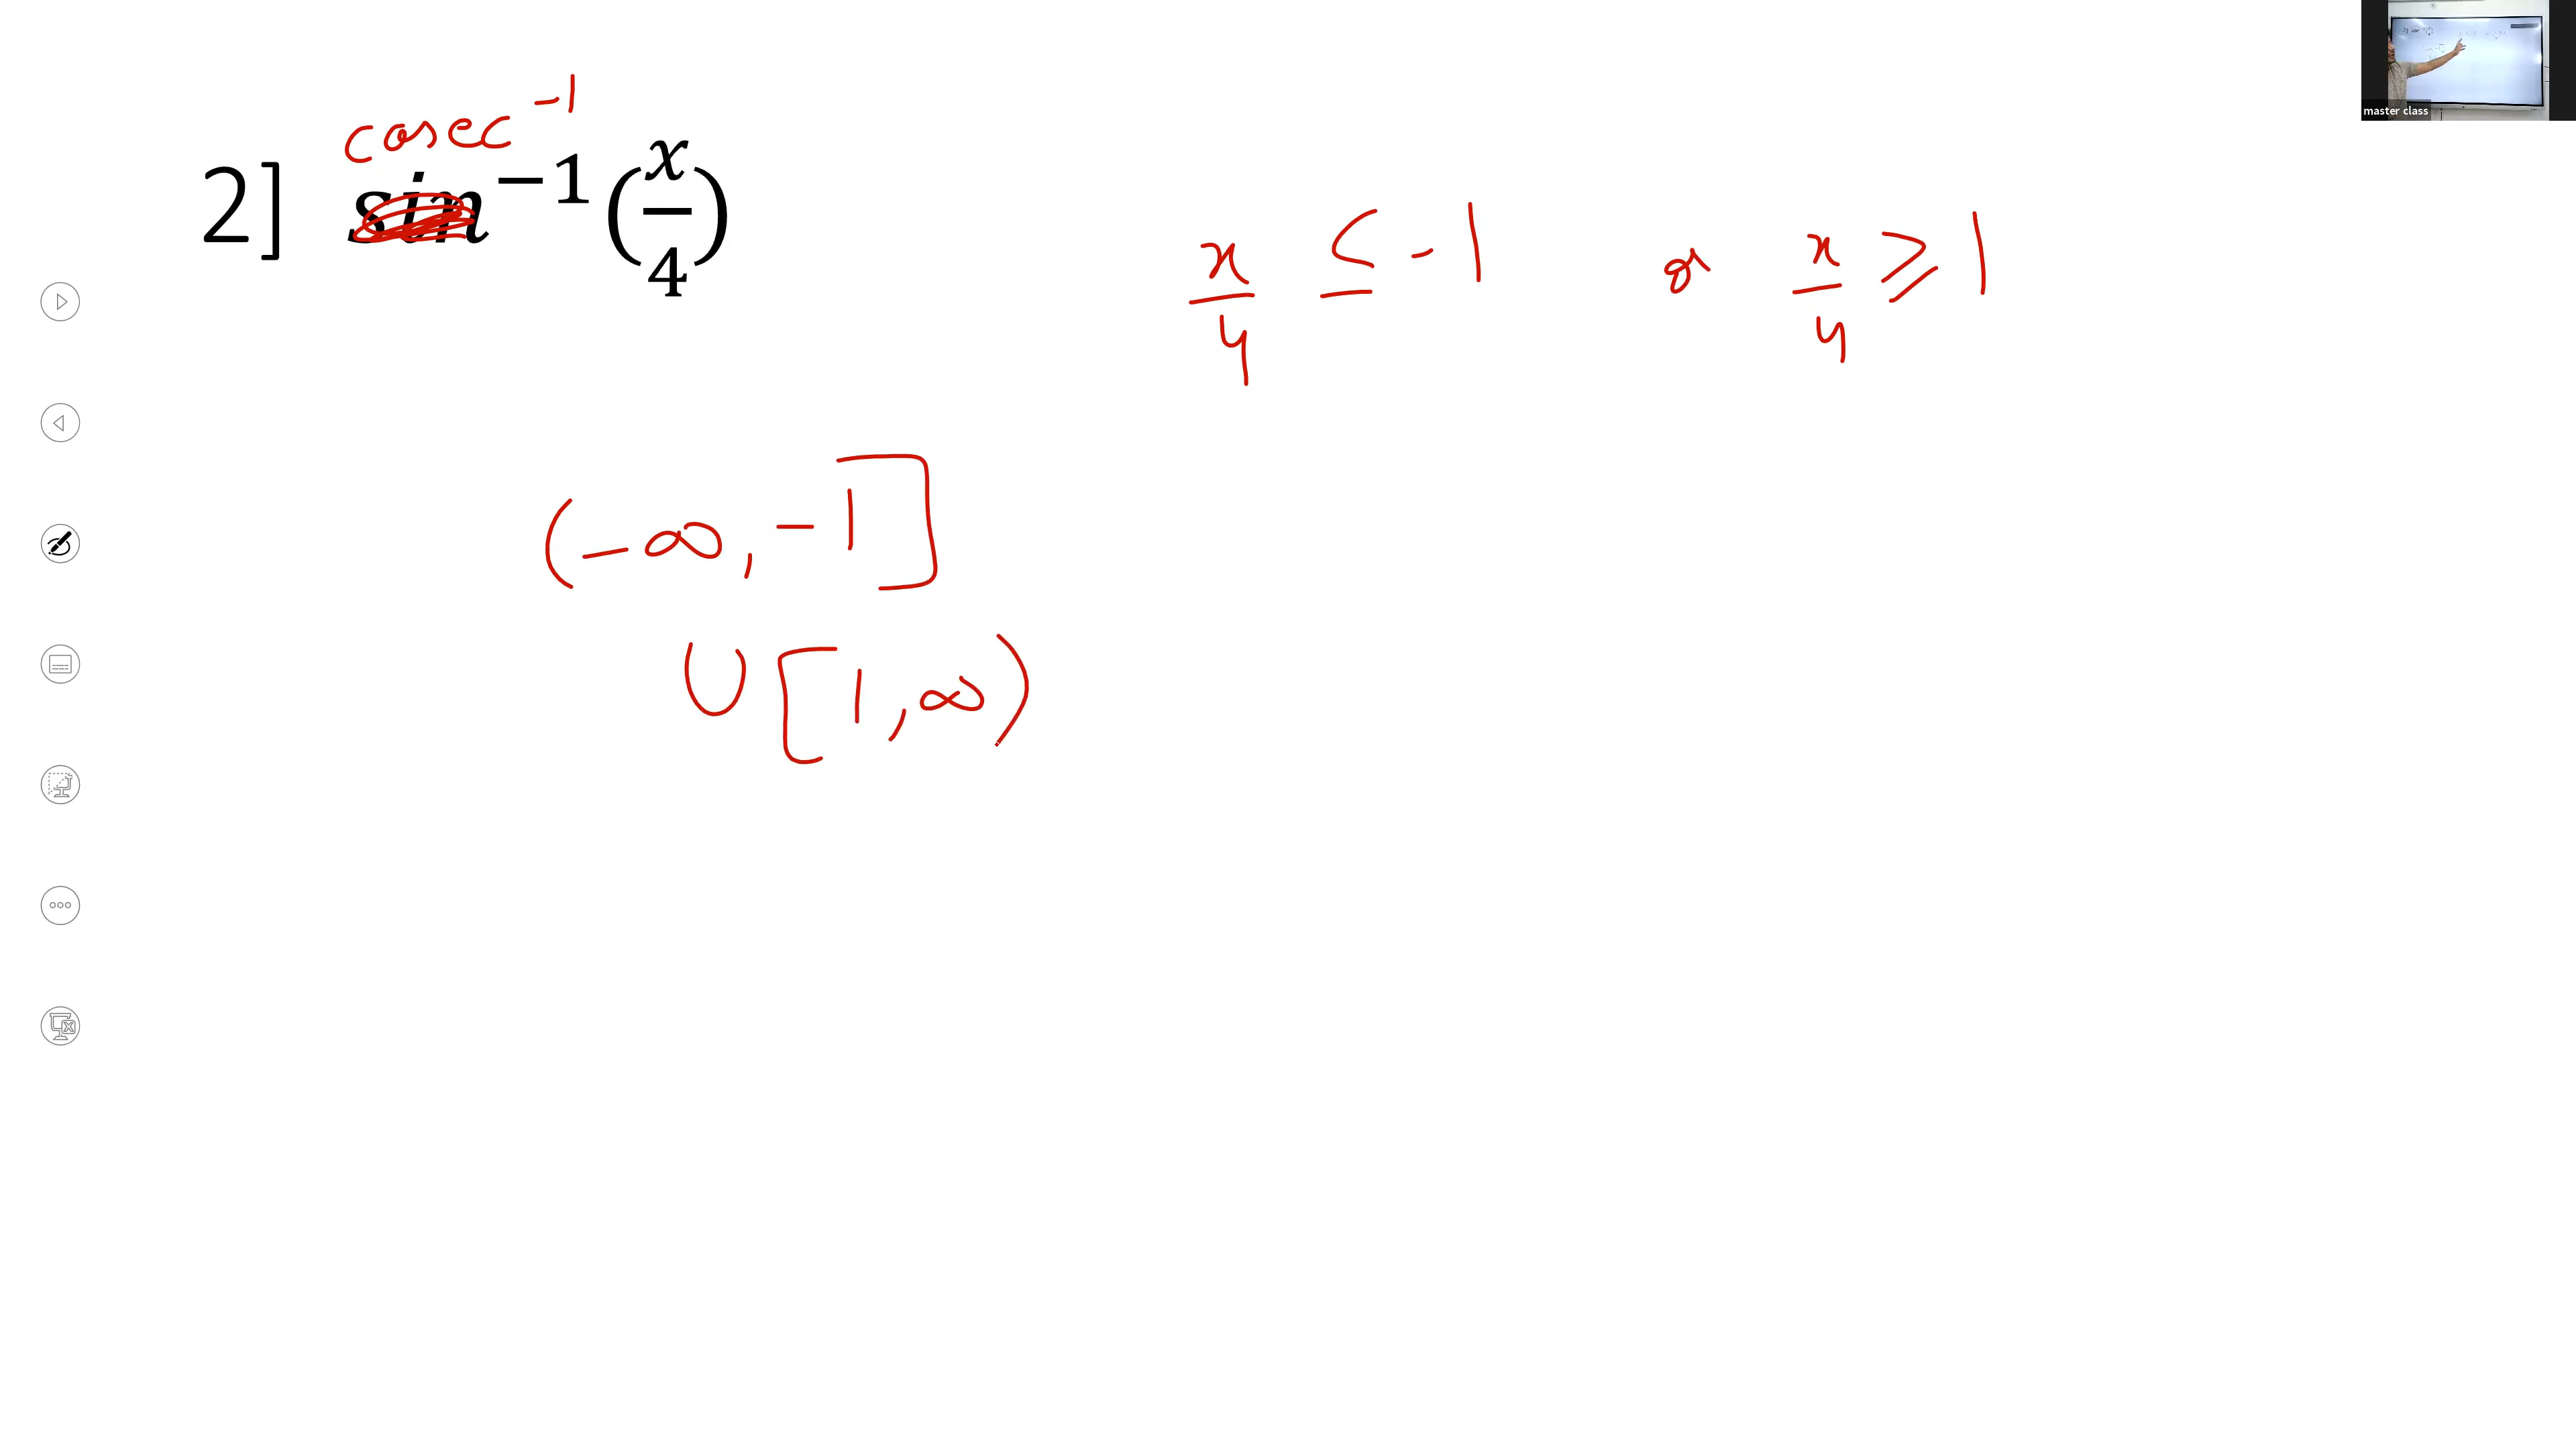 cosec⁻¹
2] sin⁻¹(x/4)
x/4 ≤ -1 or x/4 ≥ 1
(-∞, -1]
∪ [1, ∞)
master class